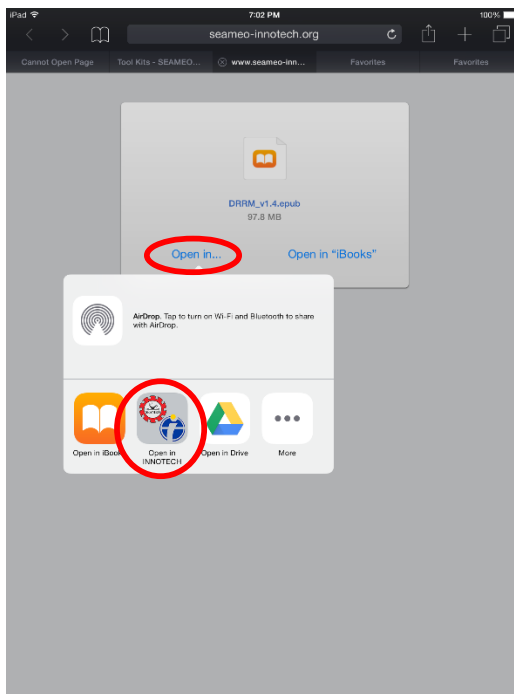 iPad 7:02 PM 100%
seameo-innotech.org
Cannot Open Page Tool Kits - SEAMEO... www.seameo-inn... Favorites Favorites
DRRM_v1.4.epub
97.8 MB
Open in... Open in "iBooks"
AirDrop. Tap to turn on Wi-Fi and Bluetooth to share
with AirDrop.
Open in iBooks Open in Open in Drive More
INNOTECH